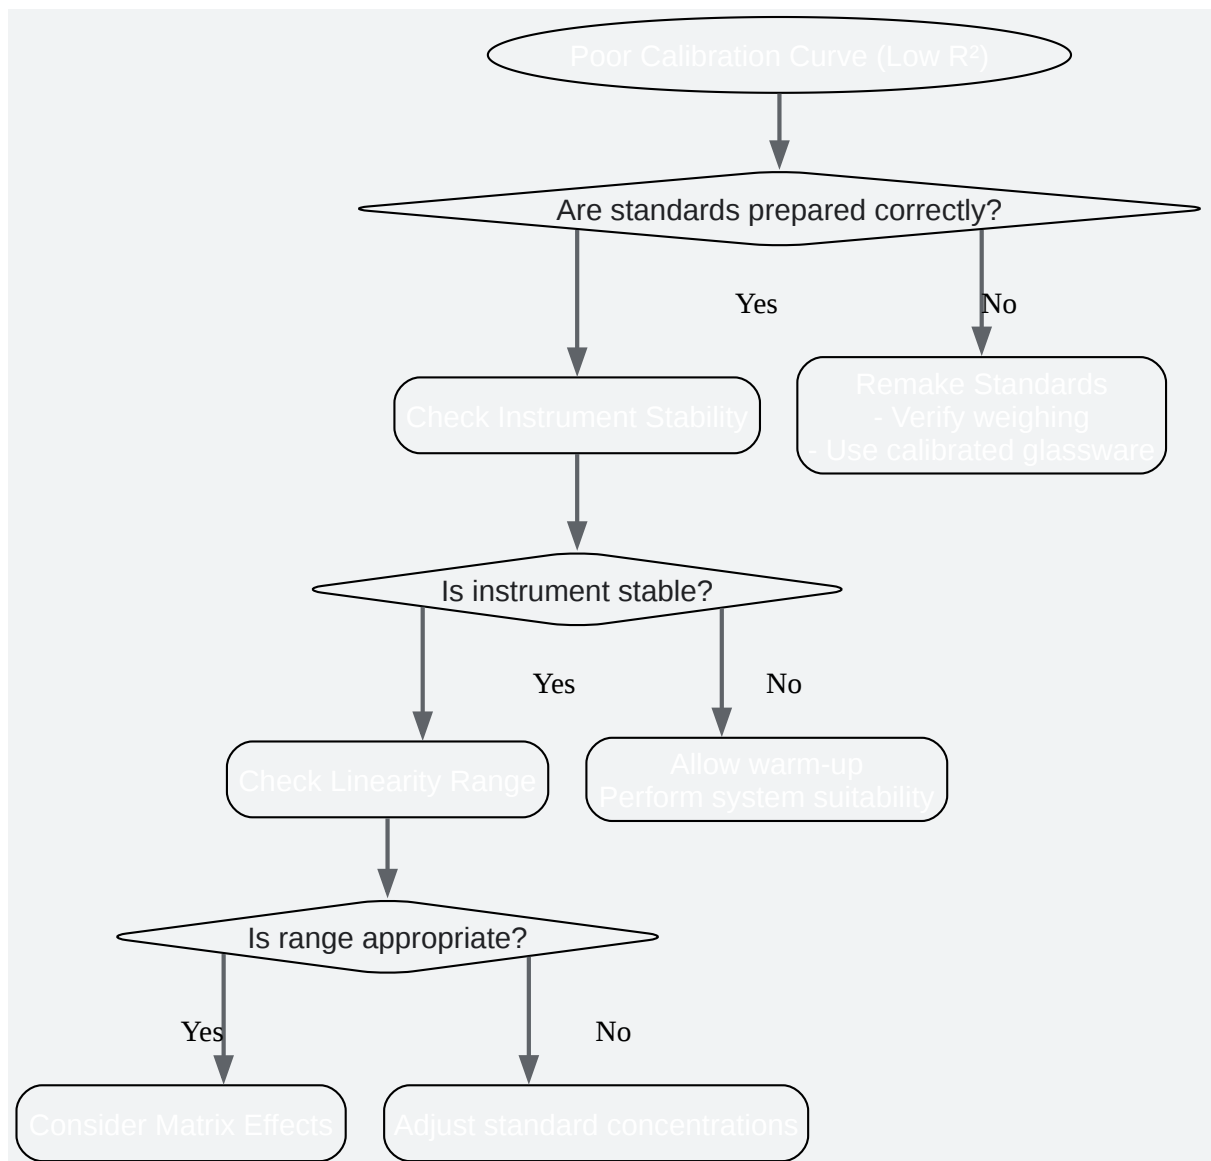 Poor Calibration Curve (Low R²)
Are standards prepared correctly?
Yes
No
Check Instrument Stability
Remake Standards
- Verify weighing
- Use calibrated glassware
Is instrument stable?
Yes
No
Check Linearity Range
Allow warm-up
Perform system suitability
Is range appropriate?
Yes
No
Consider Matrix Effects
Adjust standard concentrations